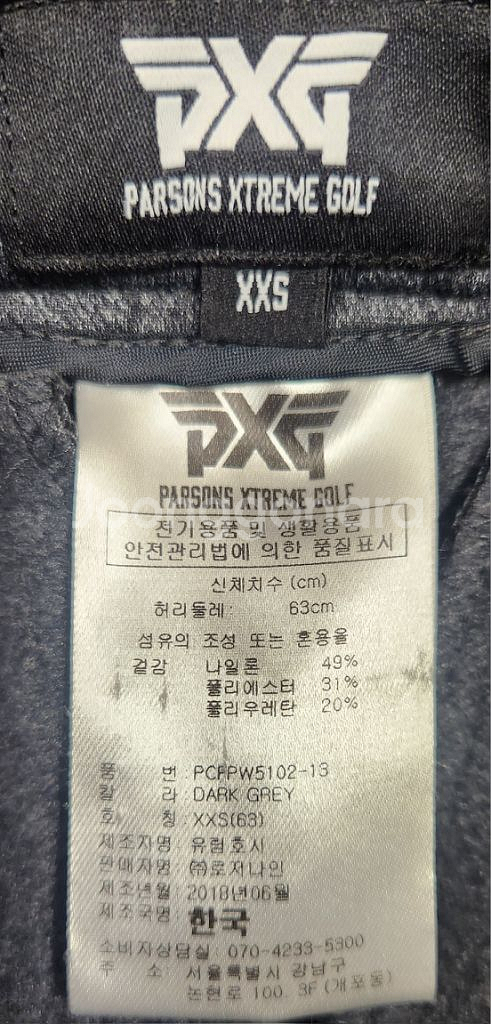 PXG
PARSONS XTREME GOLF
XXS
PXG
PARSONS XTREME GOLF
전기용품 및 생활용품
안전관리법에 의한 품질표시
신체치수 (cm)
허리둘레: 63cm
섬유의 조성 또는 혼용율
겉감 나일론 49%
폴리에스터 31%
폴리우레탄 20%
품 번: PCFPW5102-13
칼 라: DARK GREY
호 칭: XXS(63)
제조자명: 유림호시
판매자명: ㈜로저나인
제조년월: 2018年06월
제조국명: 한국
소비자상담실: 070-4233-5300
주 소: 서울특별시 강남구
논현로 100. 3F (개포동)